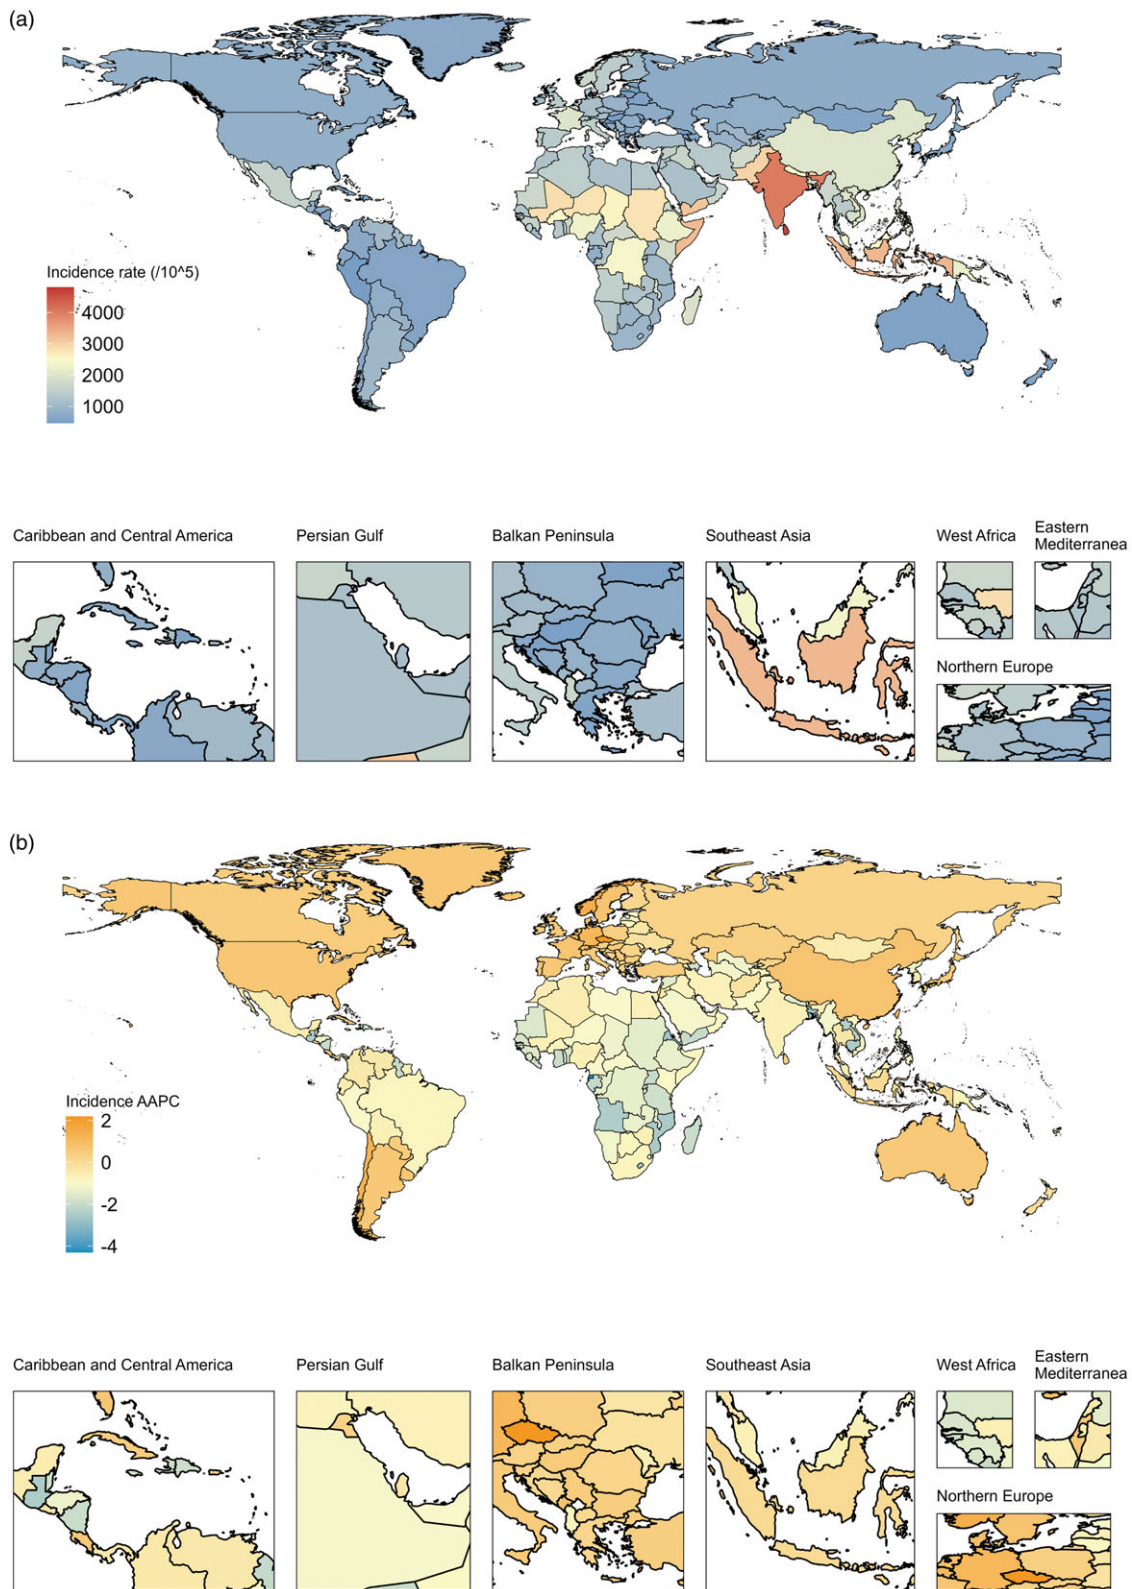 (a)
Incidence rate (/10^5)
4000
3000
2000
1000
Caribbean and Central America
Persian Gulf
Balkan Peninsula
Southeast Asia
West Africa
Eastern
Mediterranea
Northern Europe
(b)
Incidence AAPC
2
0
-2
-4
Caribbean and Central America
Persian Gulf
Balkan Peninsula
Southeast Asia
West Africa
Eastern
Mediterranea
Northern Europe